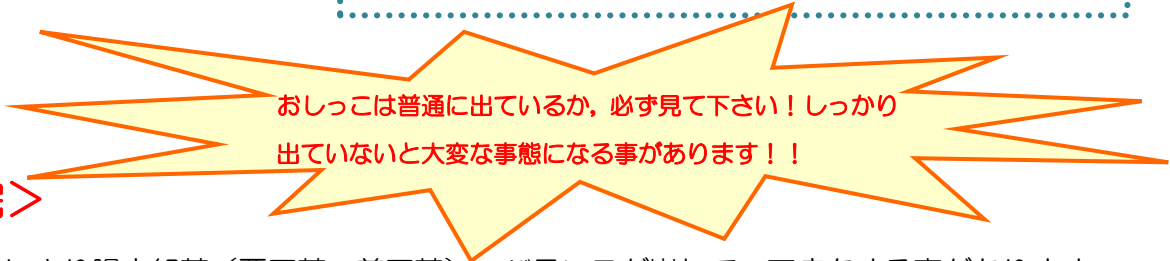 おしっこは普通に出ているか，必ず見て下さい！しっかり
出ていないと大変な事態になる事があります！！
＞